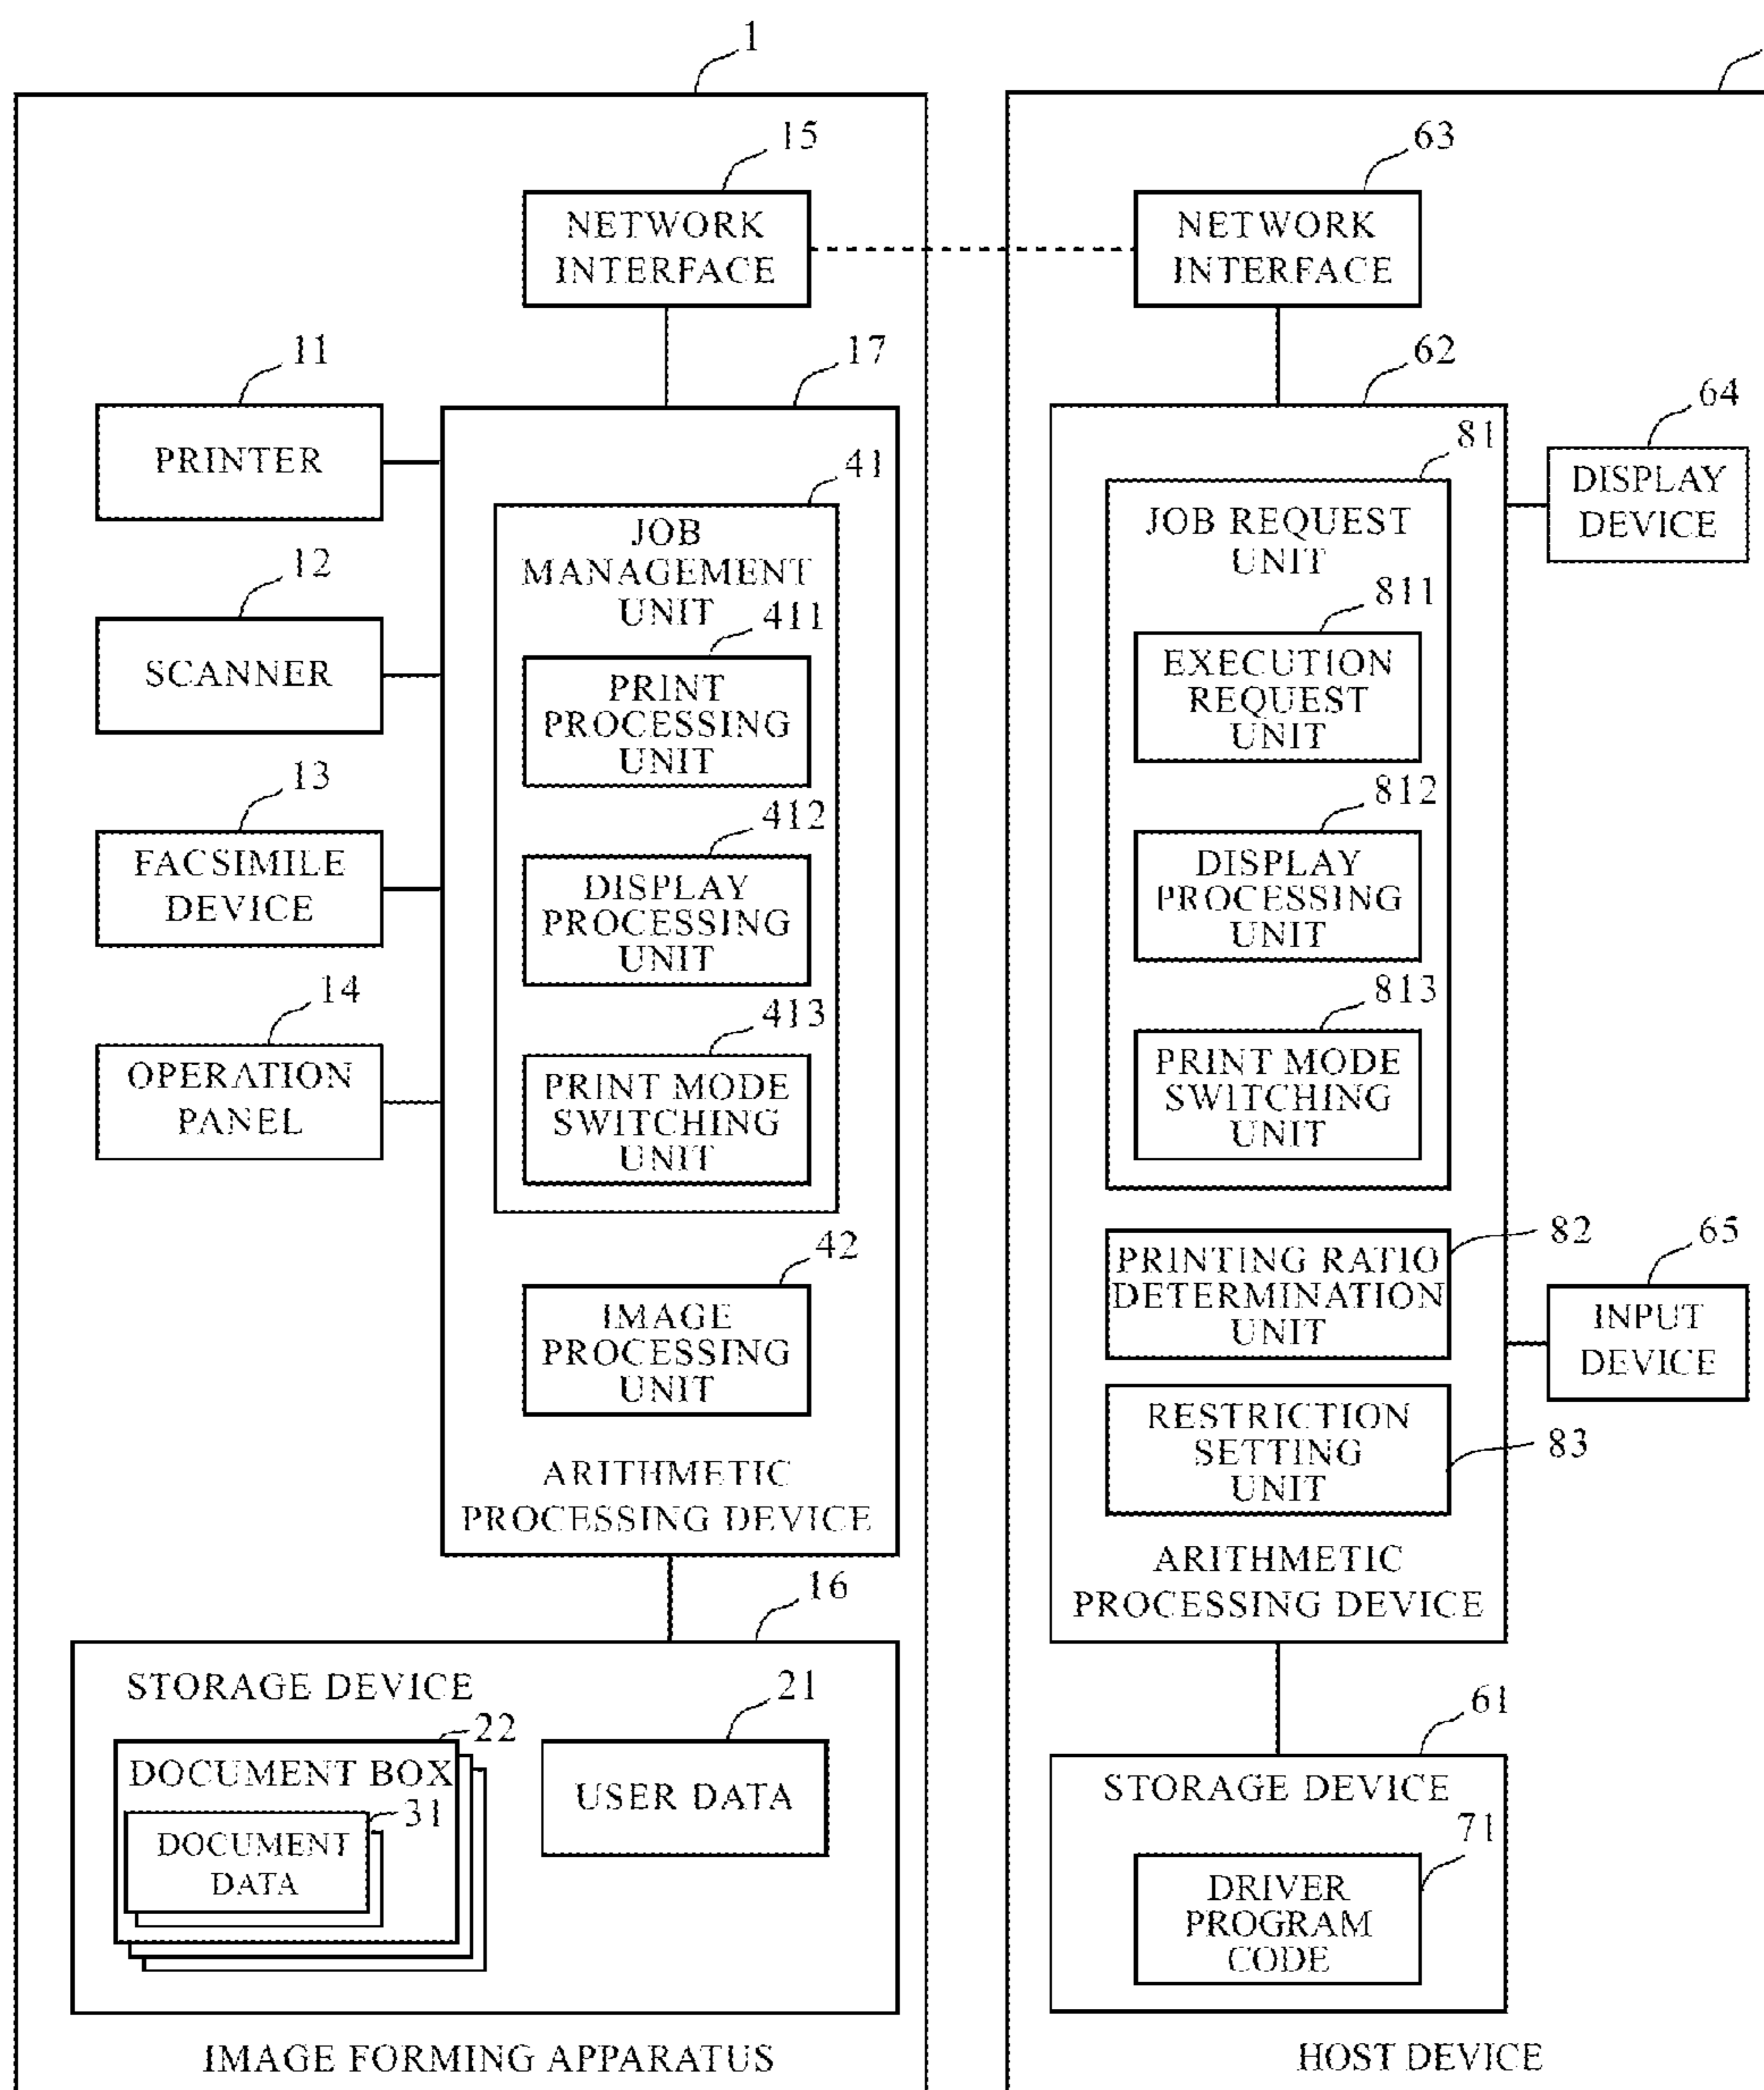 1
15
NETWORK
INTERFACE
11
PRINTER
12
SCANNER
13
FACSIMILE
DEVICE
14
OPERATION
PANEL
17
41
JOB
MANAGEMENT
UNIT
411
PRINT
PROCESSING
UNIT
412
DISPLAY
PROCESSING
UNIT
413
PRINT MODE
SWITCHING
UNIT
42
IMAGE
PROCESSING
UNIT
ARITHMETIC
PROCESSING DEVICE
16
STORAGE DEVICE
22
DOCUMENT BOX
31
DOCUMENT
DATA
21
USER DATA
IMAGE FORMING APPARATUS
63
NETWORK
INTERFACE
62
81
JOB REQUEST
UNIT
811
EXECUTION
REQUEST
UNIT
812
DISPLAY
PROCESSING
UNIT
813
PRINT MODE
SWITCHING
UNIT
82
PRINTING RATIO
DETERMINATION
UNIT
RESTRICTION
SETTING
UNIT
83
ARITHMETIC
PROCESSING DEVICE
64
DISPLAY
DEVICE
65
INPUT
DEVICE
61
STORAGE DEVICE
71
DRIVER
PROGRAM
CODE
HOST DEVICE